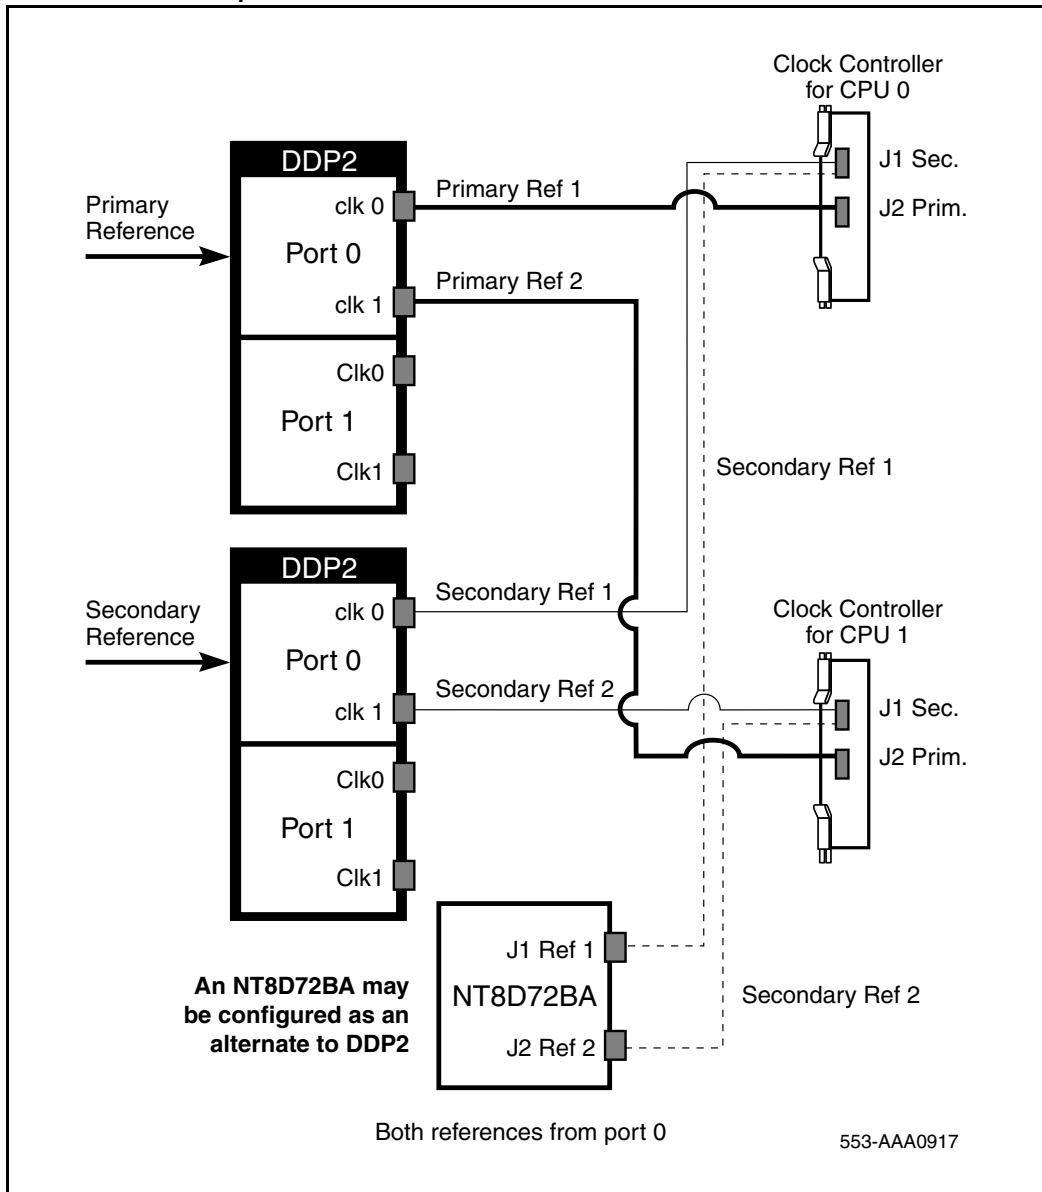 Clock Controller
for CPU 0
J1 Sec.
J2 Prim.
DDP2
Primary
Reference
clk 0
Port 0
clk 1
Clk0
Port 1
Clk1
Primary Ref 1
Primary Ref 2
Secondary Ref 1
DDP2
Secondary
Reference
clk 0
Port 0
clk 1
Clk0
Port 1
Clk1
Secondary Ref 1
Secondary Ref 2
Clock Controller
for CPU 1
J1 Sec.
J2 Prim.
An NT8D72BA may
be configured as an
alternate to DDP2
J1 Ref 1
NT8D72BA
J2 Ref 2
Secondary Ref 2
Both references from port 0
553-AAA0917